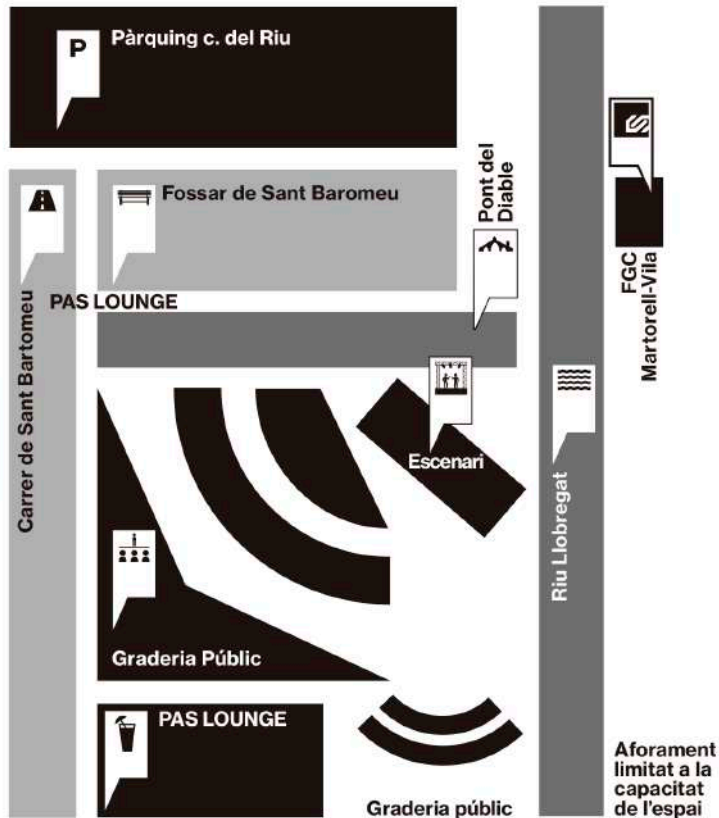 P
Pàrquing c. del Riu
Fossar de Sant Baromeu
Pont del
Diable
FGC
Martorell-Vila
PAS LOUNGE
Carrer de Sant Bartomeu
Escenari
Riu Llobregat
Graderia Públic
PAS LOUNGE
Graderia públic
Aforament
limitat a la
capacitat
de l'espai